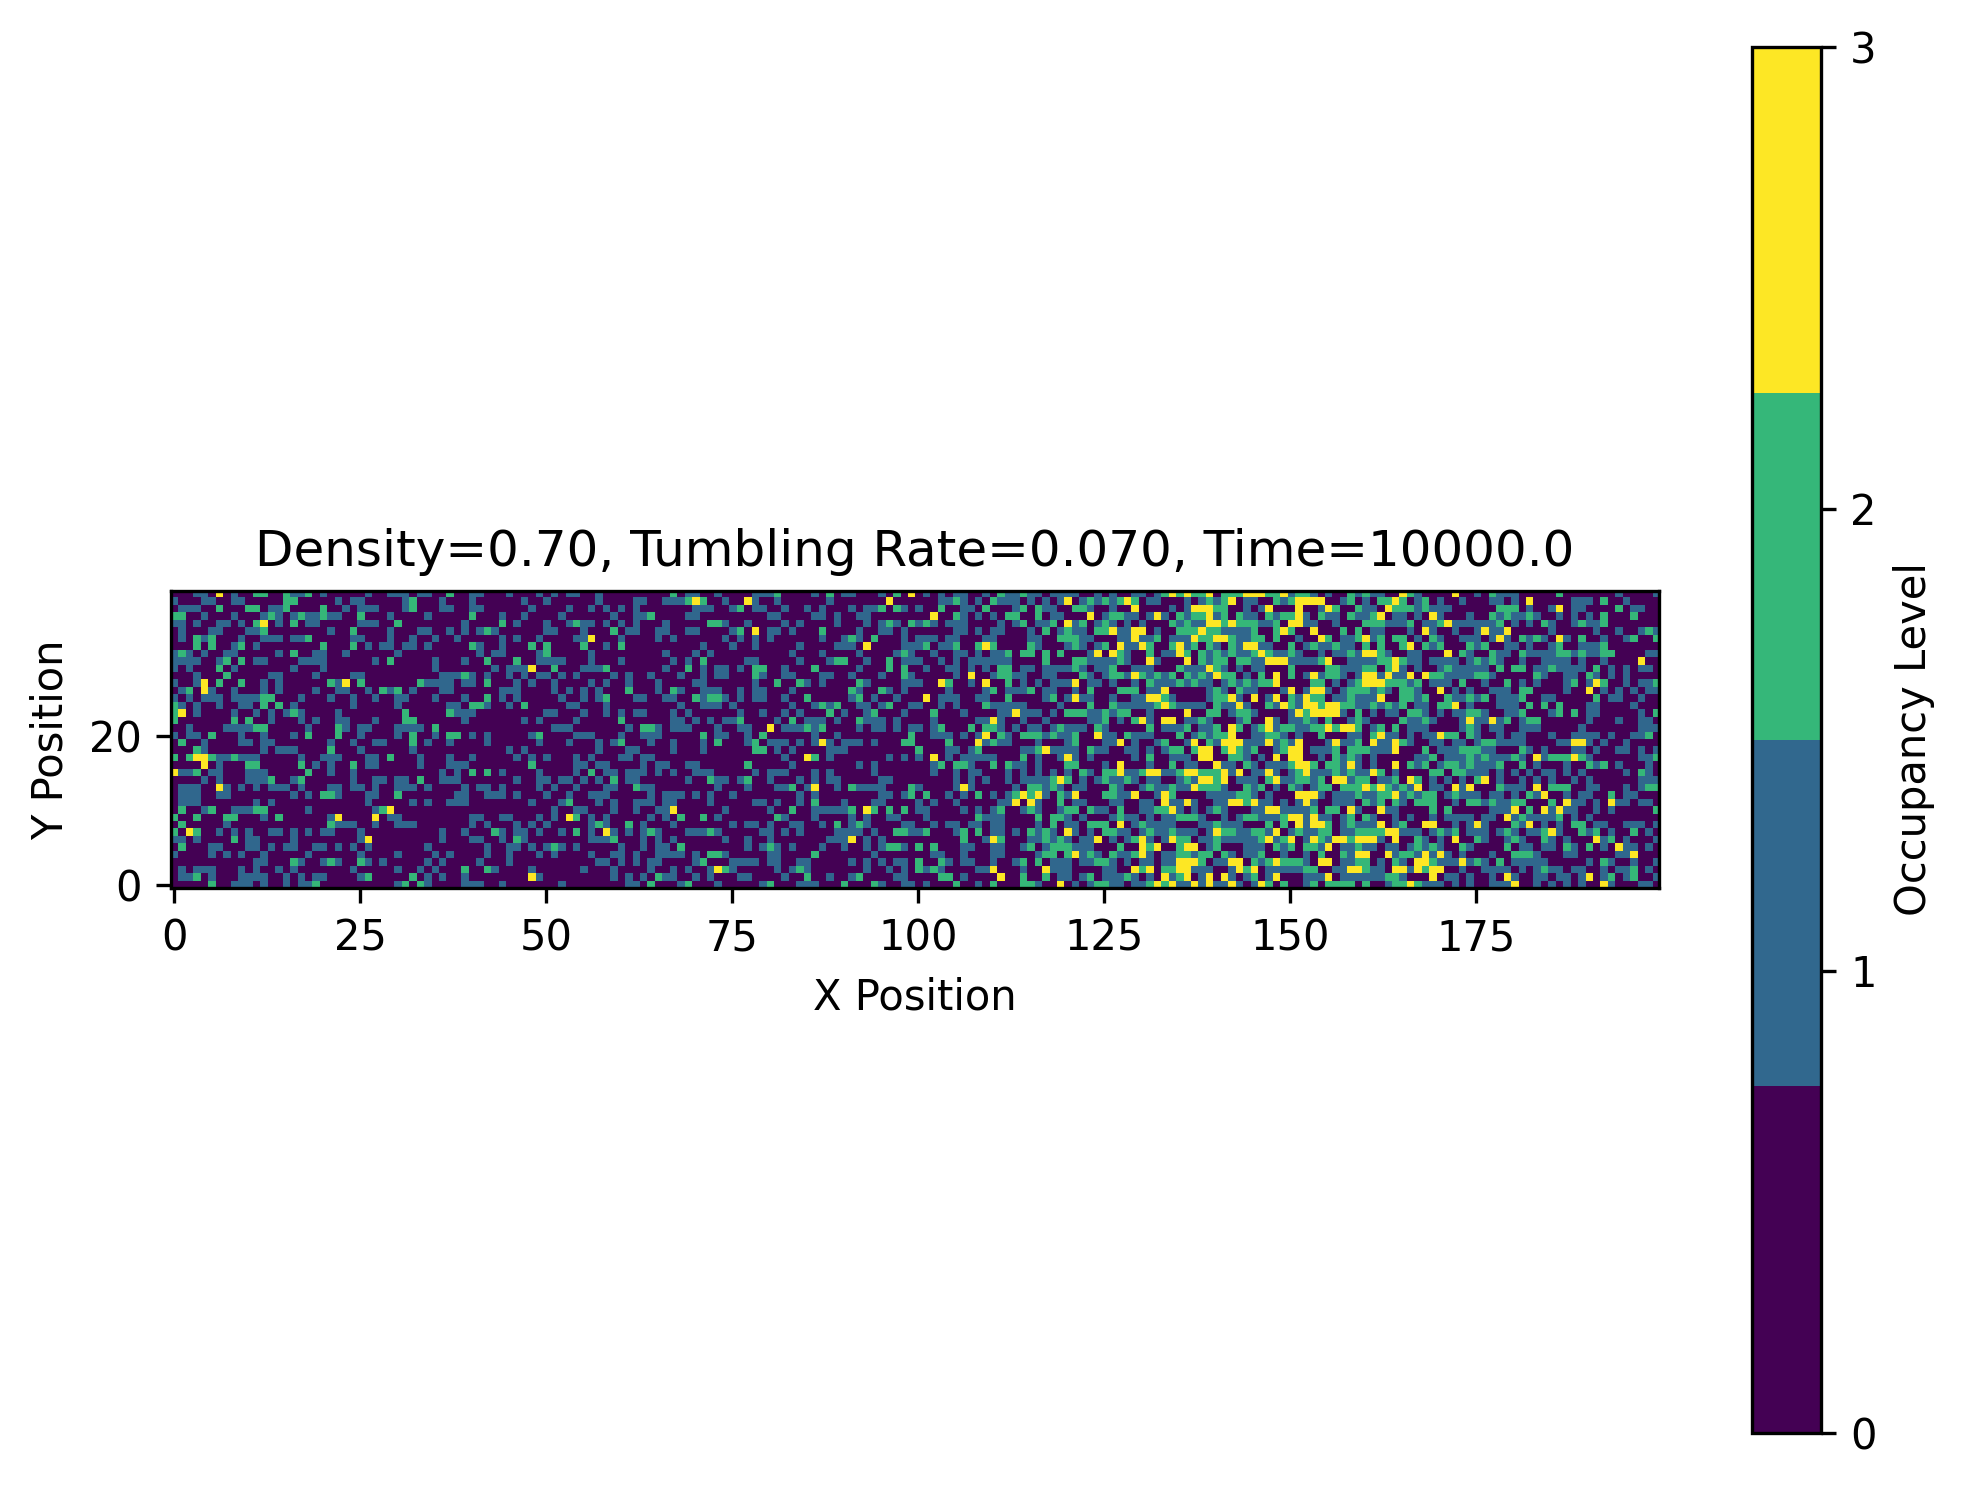 Density=0.70, Tumbling Rate=0.070, Time=10000.0
Y Position
20
0
0 25 50 75 100 125 150 175
X Position
3
2
1
0
Occupancy Level